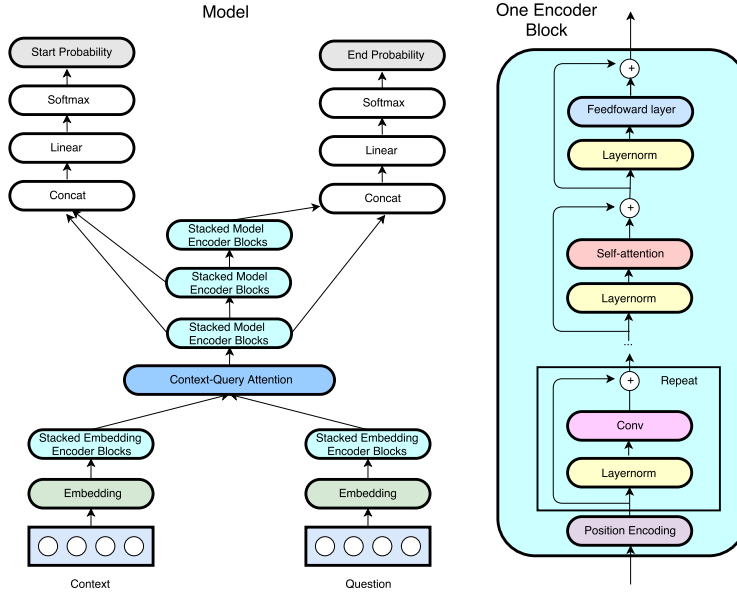 Model
Start Probability
Softmax
Linear
Concat
End Probability
Softmax
Linear
Concat
Stacked Model
Encoder Blocks
Stacked Model
Encoder Blocks
Stacked Model
Encoder Blocks
Context-Query Attention
Stacked Embedding
Encoder Blocks
Stacked Embedding
Encoder Blocks
Embedding
Embedding
Context
Question
One Encoder
Block
+
Feedfoward layer
Layernorm
+
Self-attention
Layernorm
...
+
Repeat
Conv
Layernorm
Position Encoding